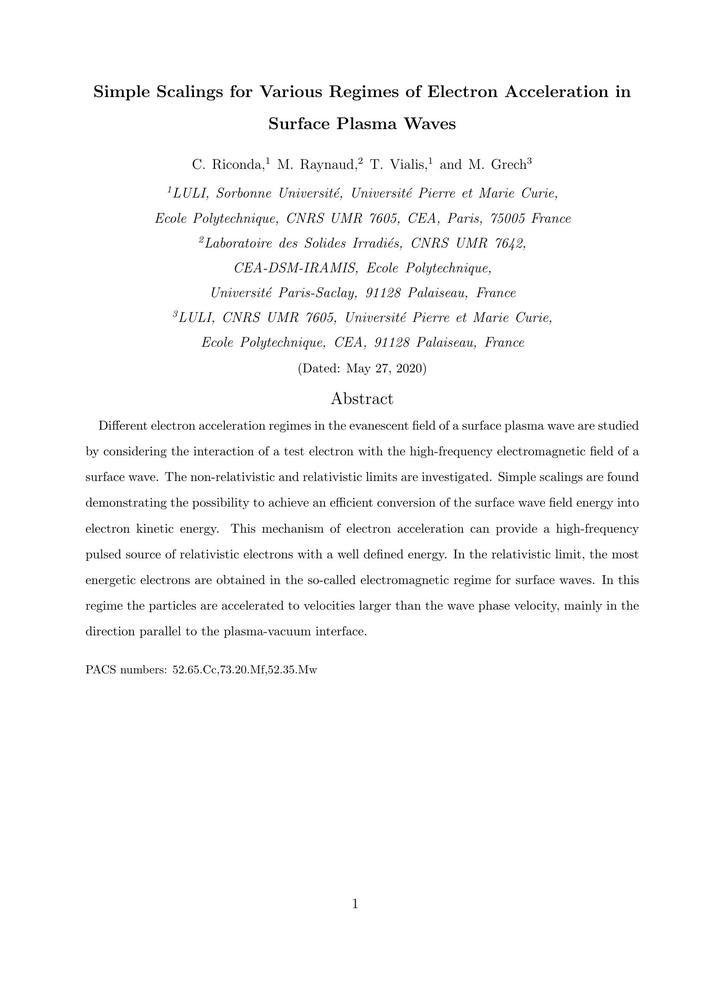 Simple Scalings for Various Regimes of Electron Acceleration in
Surface Plasma Waves
C. Riconda,¹ M. Raynaud,² T. Vialis,¹ and M. Grech³
¹LULI, Sorbonne Université, Université Pierre et Marie Curie,
Ecole Polytechnique, CNRS UMR 7605, CEA, Paris, 75005 France
²Laboratoire des Solides Irradiés, CNRS UMR 7642,
CEA-DSM-IRAMIS, Ecole Polytechnique,
Université Paris-Saclay, 91128 Palaiseau, France
³LULI, CNRS UMR 7605, Université Pierre et Marie Curie,
Ecole Polytechnique, CEA, 91128 Palaiseau, France
(Dated: May 27, 2020)
Abstract
Different electron acceleration regimes in the evanescent field of a surface plasma wave are studied
by considering the interaction of a test electron with the high-frequency electromagnetic field of a
surface wave. The non-relativistic and relativistic limits are investigated. Simple scalings are found
demonstrating the possibility to achieve an efficient conversion of the surface wave field energy into
electron kinetic energy. This mechanism of electron acceleration can provide a high-frequency
pulsed source of relativistic electrons with a well defined energy. In the relativistic limit, the most
energetic electrons are obtained in the so-called electromagnetic regime for surface waves. In this
regime the particles are accelerated to velocities larger than the wave phase velocity, mainly in the
direction parallel to the plasma-vacuum interface.
PACS numbers: 52.65.Cc,73.20.Mf,52.35.Mw
1